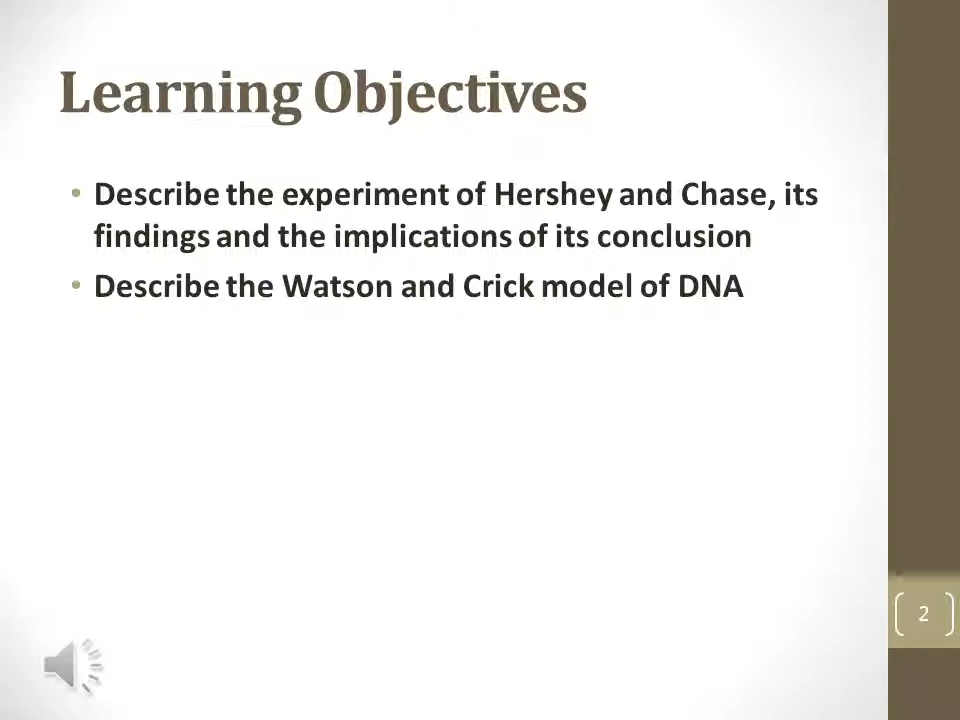 Learning Objectives
• Describe the experiment of Hershey and Chase, its
findings and the implications of its conclusion
• Describe the Watson and Crick model of DNA
2